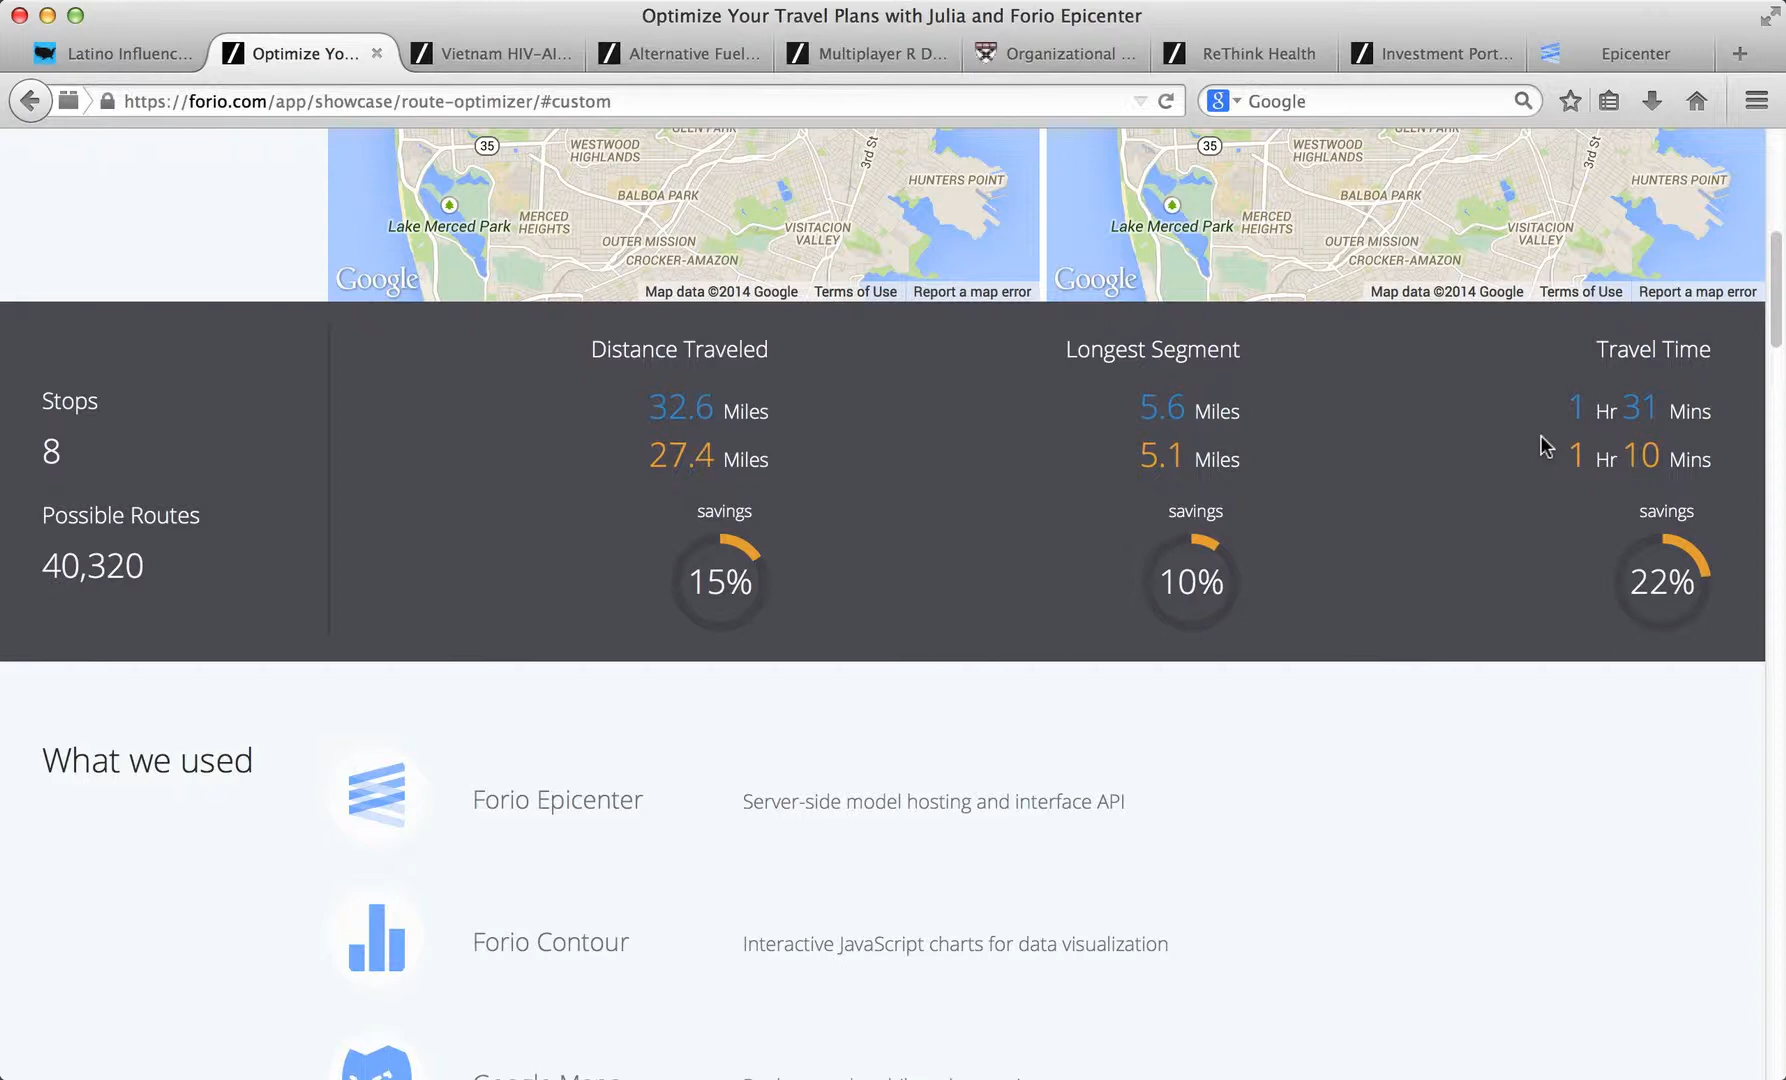 Optimize Your Travel Plans with Julia and Forio Epicenter
Latino Influenc... Optimize Yo... Vietnam HIV-AI... Alternative Fuel... Multiplayer R D... Organizational ... ReThink Health Investment Port... Epicenter
https://forio.com/app/showcase/route-optimizer/#custom Google
35 WESTWOOD HIGHLANDS 3rd St HUNTERS POINT
BALBOA PARK
Lake Merced Park MERCED HEIGHTS VISITACION VALLEY
OUTER MISSION
CROCKER-AMAZON
Google Map data ©2014 Google Terms of Use Report a map error
35 WESTWOOD HIGHLANDS 3rd St HUNTERS POINT
BALBOA PARK
Lake Merced Park MERCED HEIGHTS VISITACION VALLEY
OUTER MISSION
CROCKER-AMAZON
Google Map data ©2014 Google Terms of Use Report a map error
Stops
8
Possible Routes
40,320
Distance Traveled
32.6 Miles
27.4 Miles
savings
15%
Longest Segment
5.6 Miles
5.1 Miles
savings
10%
Travel Time
1 Hr 31 Mins
1 Hr 10 Mins
savings
22%
What we used
Forio Epicenter Server-side model hosting and interface API
Forio Contour Interactive JavaScript charts for data visualization